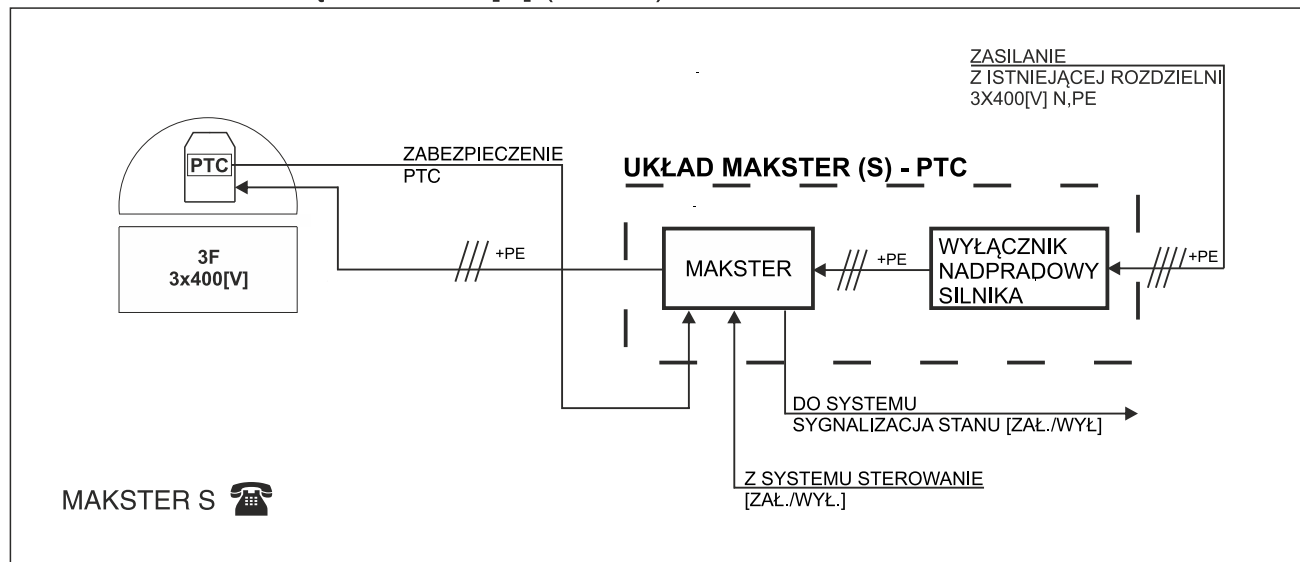 ZASILANIE
Z ISTNIEJĄCEJ ROZDZIELNI
3X400[V] N,PE
ZABEZPIECZENIE
PTC
PTC
UKŁAD MAKSTER (S) - PTC
3F
3x400[V]
+PE
MAKSTER
+PE
WYŁĄCZNIK
NADPRĄDOWY
SILNIKA
+PE
DO SYSTEMU
SYGNALIZACJA STANU [ZAŁ./WYŁ]
Z SYSTEMU STEROWANIE
[ZAŁ./WYŁ.]
MAKSTER S